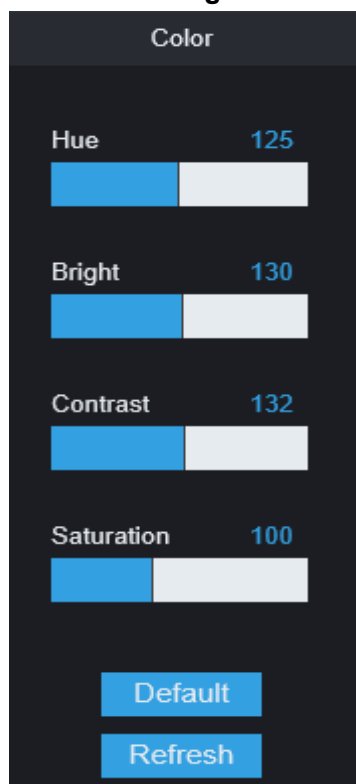 Color
Hue 125
Bright 130
Contrast 132
Saturation 100
Default
Refresh